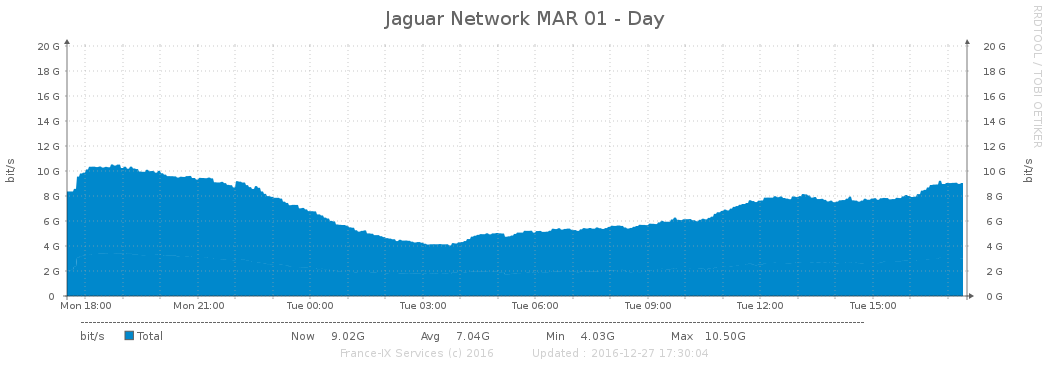 Jaguar Network MAR 01 - Day
RRDTOOL / TOBI OETIKER
bit/s
20 G 20 G
18 G 18 G
16 G 16 G
14 G 14 G
12 G 12 G
10 G 10 G
8 G 8 G
6 G 6 G
4 G 4 G
2 G 2 G
0 0 G
bit/s
Mon 18:00 Mon 21:00 Tue 00:00 Tue 03:00 Tue 06:00 Tue 09:00 Tue 12:00 Tue 15:00
bit/s Total Now 9.02G Avg 7.04G Min 4.03G Max 10.50G
France-IX Services (c) 2016 Updated : 2016-12-27 17:30:04